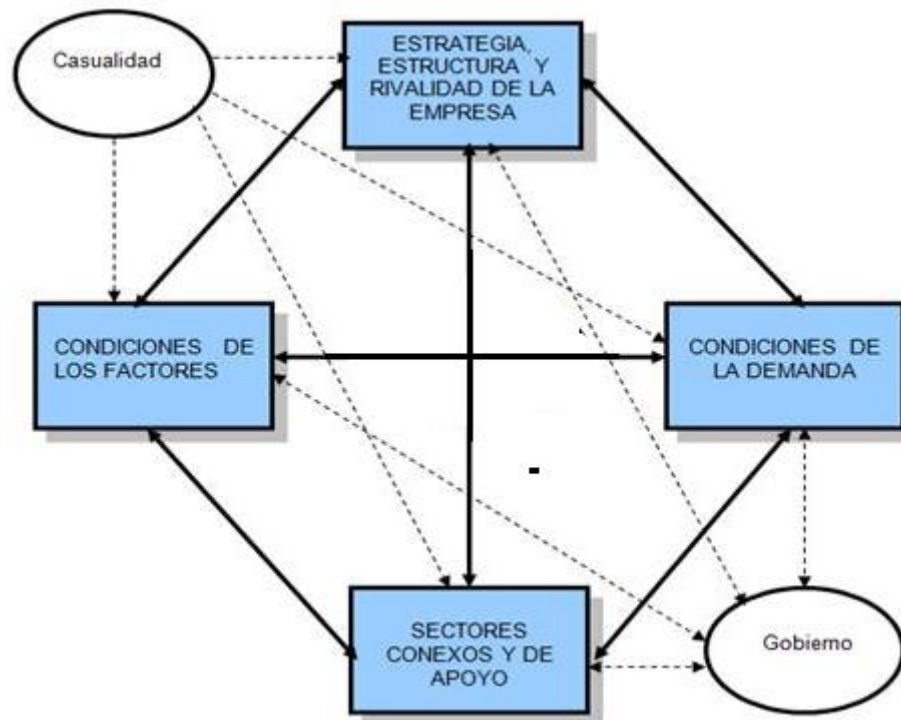 Casualidad
ESTRATEGIA,
ESTRUCTURA Y
RIVALIDAD DE LA
EMPRESA
CONDICIONES DE
LOS FACTORES
CONDICIONES DE
LA DEMANDA
SECTORES
CONEXOS Y DE
APOYO
Gobierno